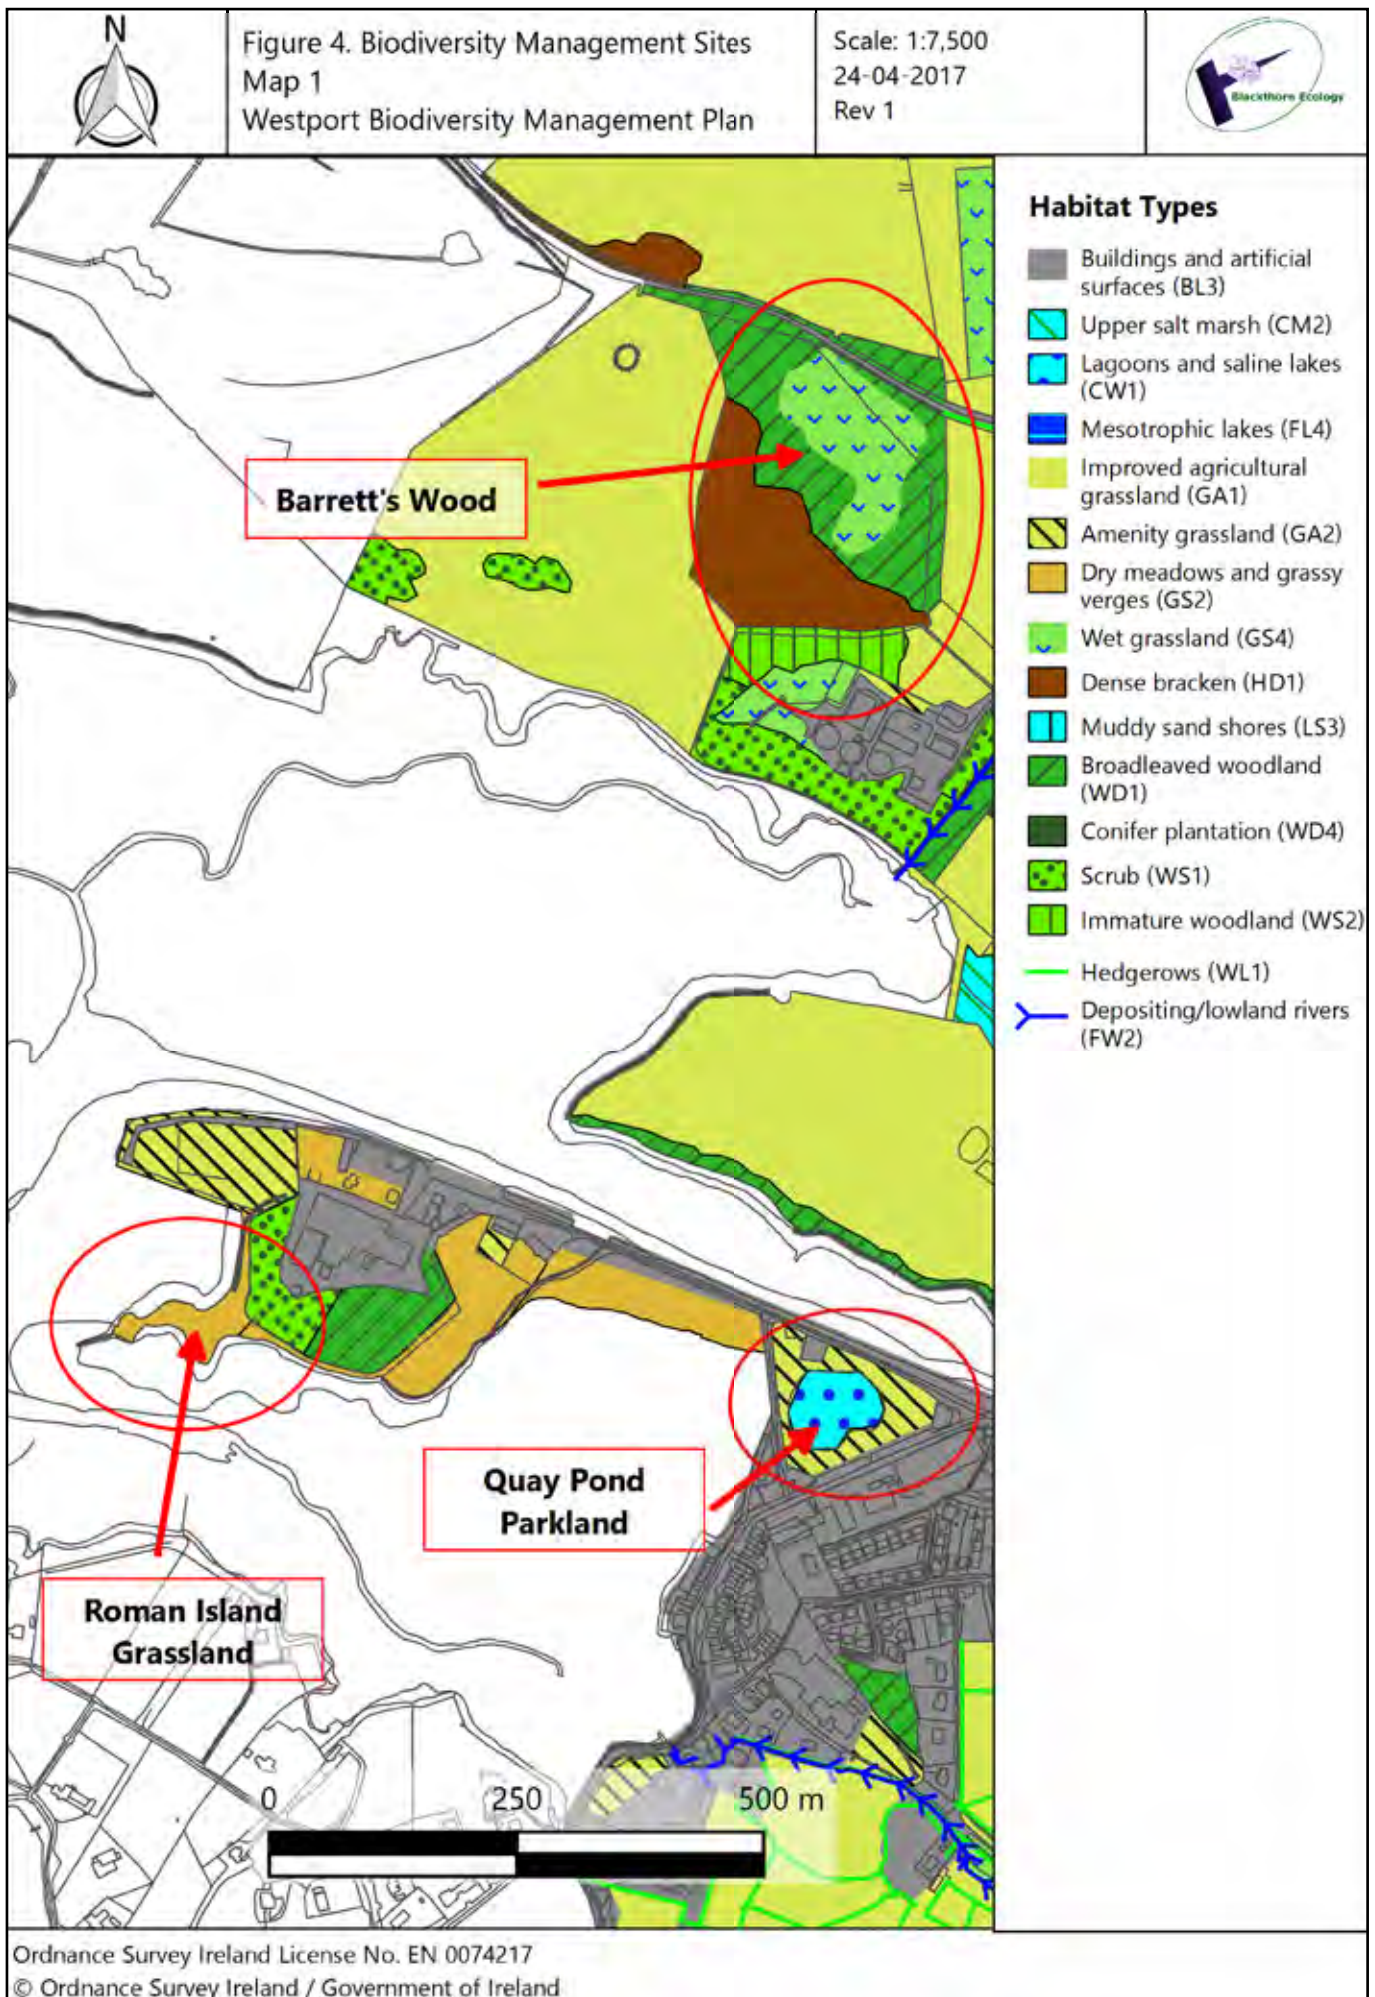 N
Figure 4. Biodiversity Management Sites
Map 1
Westport Biodiversity Management Plan
Scale: 1:7,500
24-04-2017
Rev 1
Blackthorn Ecology
Habitat Types
Buildings and artificial
surfaces (BL3)
Upper salt marsh (CM2)
Lagoons and saline lakes
(CW1)
Mesotrophic lakes (FL4)
Improved agricultural
grassland (GA1)
Amenity grassland (GA2)
Dry meadows and grassy
verges (GS2)
Wet grassland (GS4)
Dense bracken (HD1)
Muddy sand shores (LS3)
Broadleaved woodland
(WD1)
Conifer plantation (WD4)
Scrub (WS1)
Immature woodland (WS2)
Hedgerows (WL1)
Depositing/lowland rivers
(FW2)
Barrett's Wood
Quay Pond
Parkland
Roman Island
Grassland
0 250 500 m
Ordnance Survey Ireland License No. EN 0074217
© Ordnance Survey Ireland / Government of Ireland